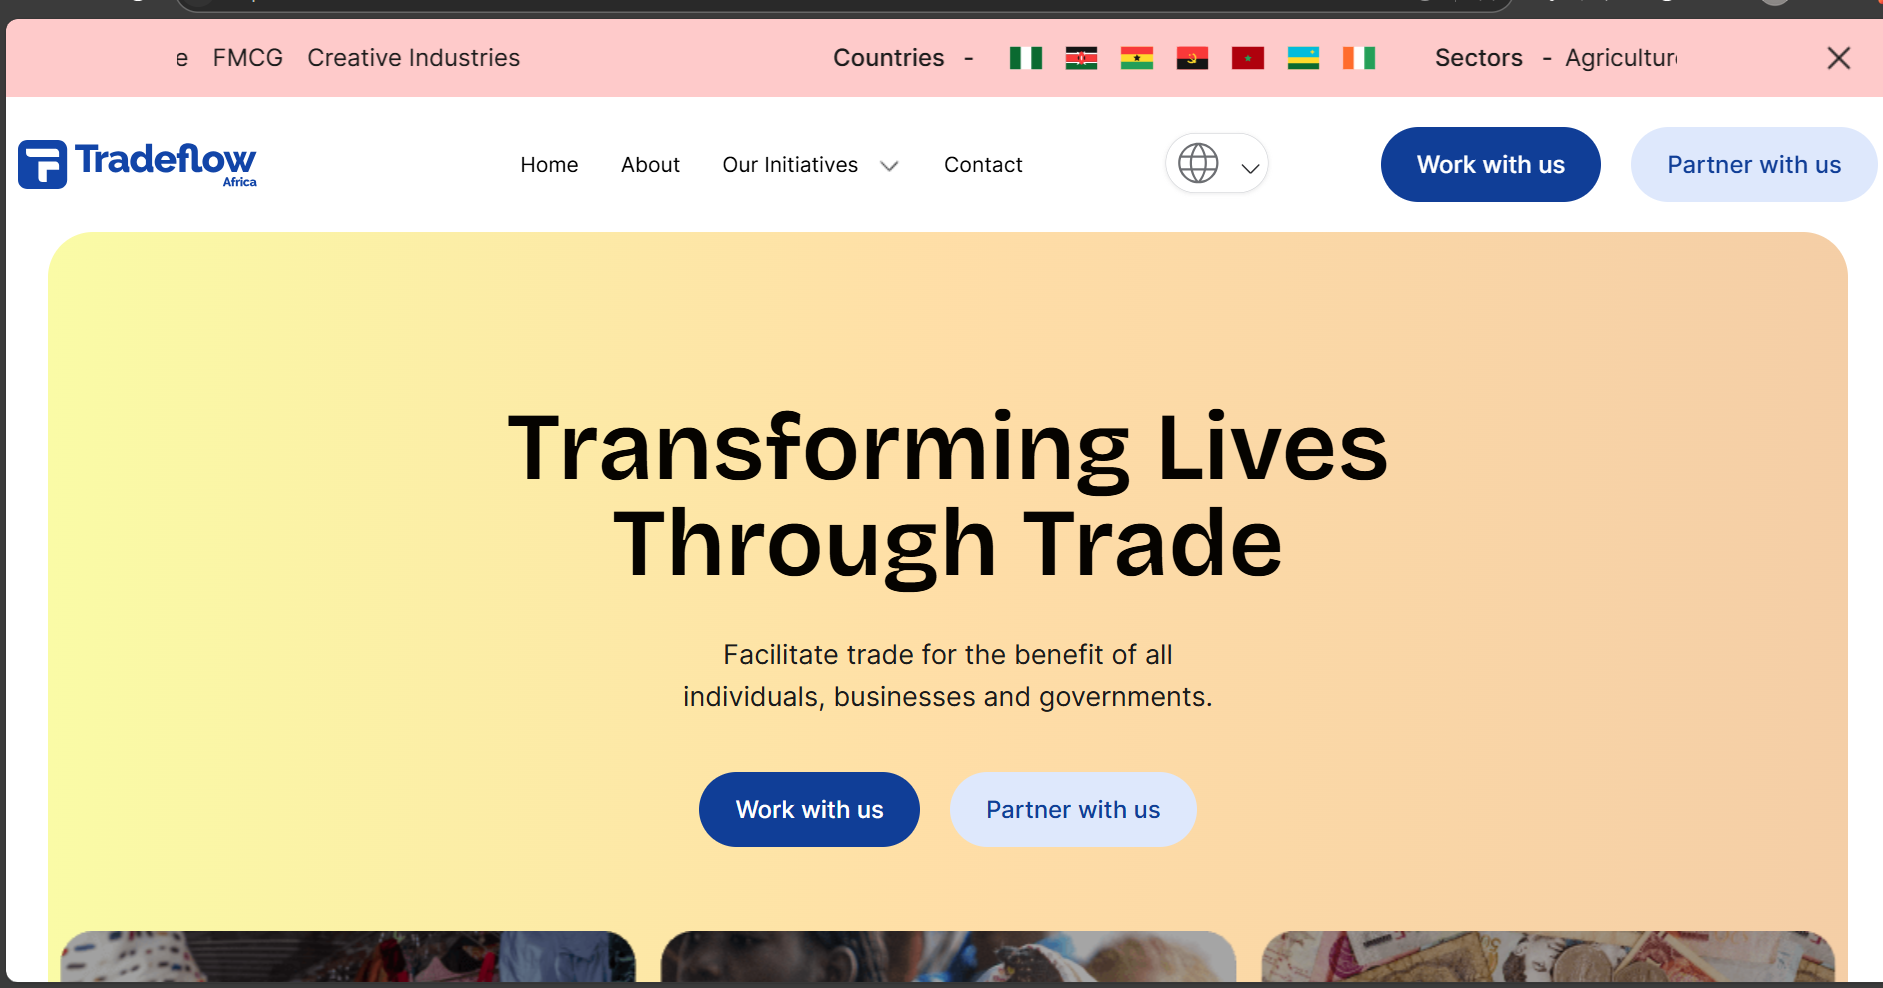 FMCG Creative Industries Countries - Sectors -
Tradeflow
Africa
Home About Our Initiatives Contact Work with us Partner with us
Transforming Lives
Through Trade
Facilitate trade for the benefit of all
individuals, businesses and governments.
Work with us Partner with us